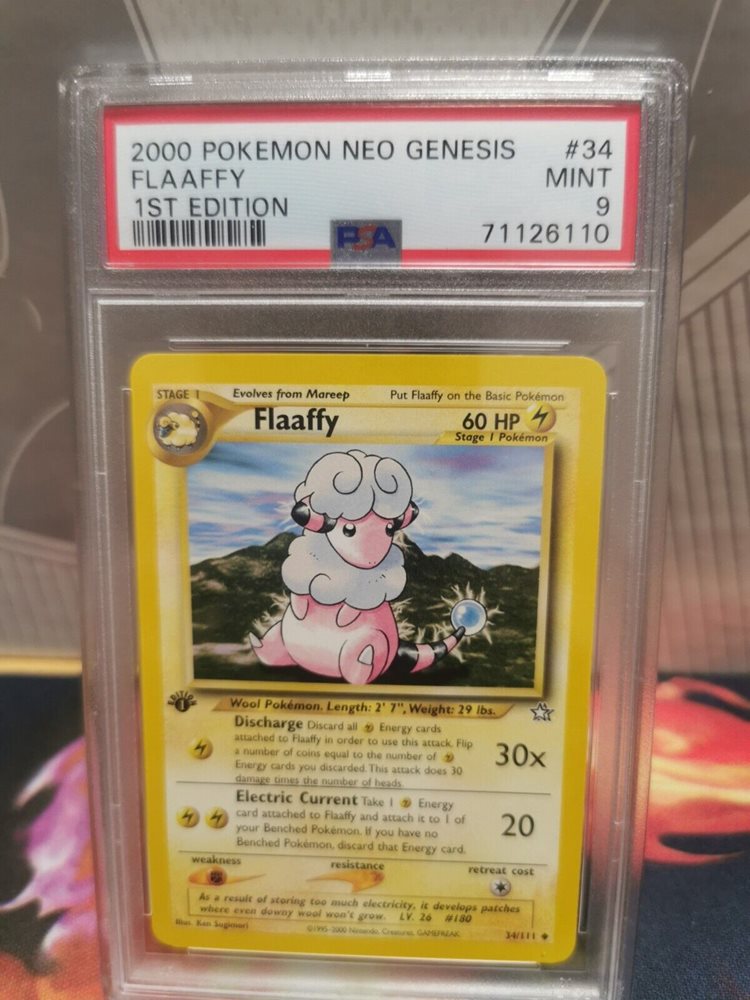 2000 POKEMON NEO GENESIS #34
FLAAFFY MINT
1ST EDITION 9
PSA 71126110
STAGE 1 Evolves from Mareep Put Flaaffy on the Basic Pokémon
Flaaffy 60 HP
Stage 1 Pokémon
EDITION 1
Wool Pokémon. Length: 2' 7", Weight: 29 lbs.
Discharge Discard all Energy cards
attached to Flaaffy in order to use this attack. Flip
a number of coins equal to the number of
Energy cards you discarded. This attack does 30
damage times the number of heads.
30x
Electric Current Take 1 Energy
card attached to Flaaffy and attach it to 1 of
your Benched Pokémon. If you have no
Benched Pokémon, discard that Energy card.
20
weakness resistance retreat cost
As a result of storing too much electricity, it develops patches
where even downy wool won't grow. LV. 26 #180
Illus. Ken Sugimori ©1995-2000 Nintendo, Creatures, GAMEFREAK. 34/111